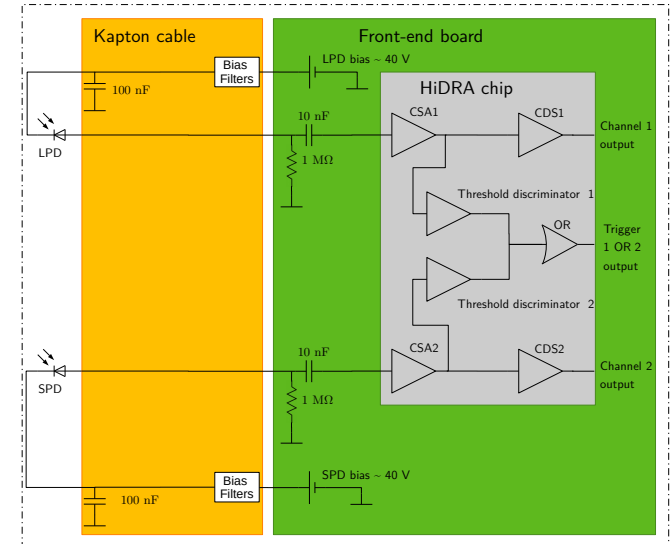 Kapton cable
Front-end board
LPD bias ~ 40 V
Bias
Filters
100 nF
HiDRA chip
10 nF
CSA1
CDS1
Channel 1
output
LPD
1 MΩ
Threshold discriminator 1
OR
Trigger
1 OR 2
output
Threshold discriminator 2
10 nF
CSA2
CDS2
Channel 2
output
SPD
1 MΩ
SPD bias ~ 40 V
Bias
Filters
100 nF